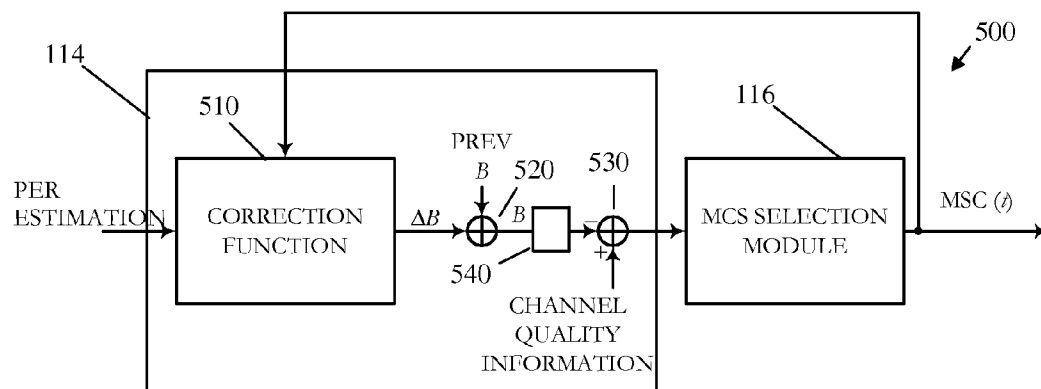 500
114
510
116
PREV
B
520
530
PER
ESTIMATION
CORRECTION
FUNCTION
ΔB
B
−
+
540
MCS SELECTION
MODULE
MSC (t)
CHANNEL
QUALITY
INFORMATION